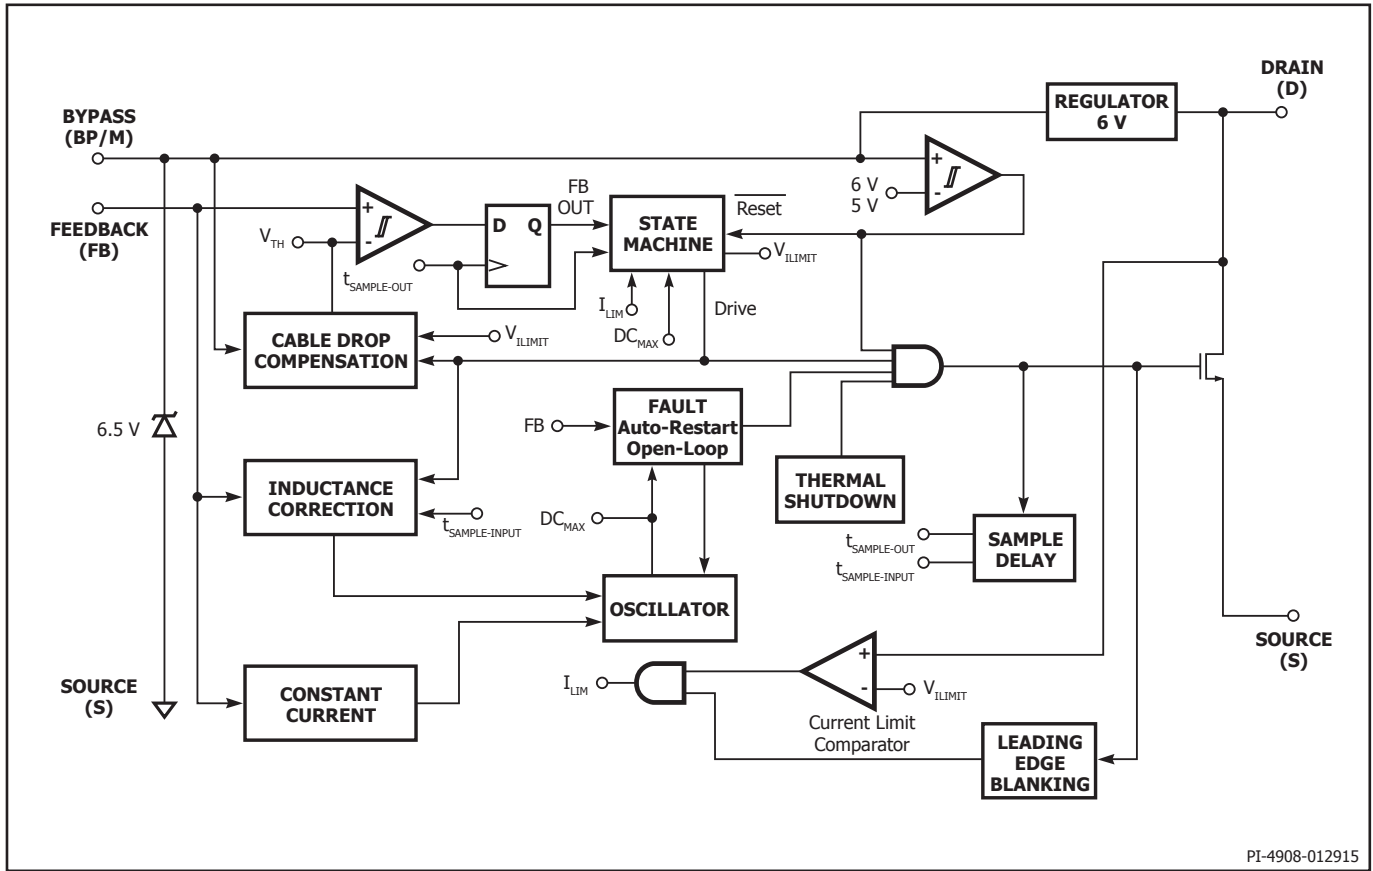 DRAIN
(D)
REGULATOR
6 V
BYPASS
(BP/M)
+
-
6 V
5 V
FB
OUT
Reset
FEEDBACK
(FB)
+
-
D Q
STATE
MACHINE
VTH
VILIMIT
tSAMPLE-OUT
ILIM
DCMAX
Drive
CABLE DROP
COMPENSATION
VILIMIT
6.5 V
FB
FAULT
Auto-Restart
Open-Loop
THERMAL
SHUTDOWN
INDUCTANCE
CORRECTION
tSAMPLE-INPUT
DCMAX
tSAMPLE-OUT
tSAMPLE-INPUT
SAMPLE
DELAY
OSCILLATOR
SOURCE
(S)
SOURCE
(S)
CONSTANT
CURRENT
ILIM
+
-
VILIMIT
Current Limit
Comparator
LEADING
EDGE
BLANKING
PI-4908-012915